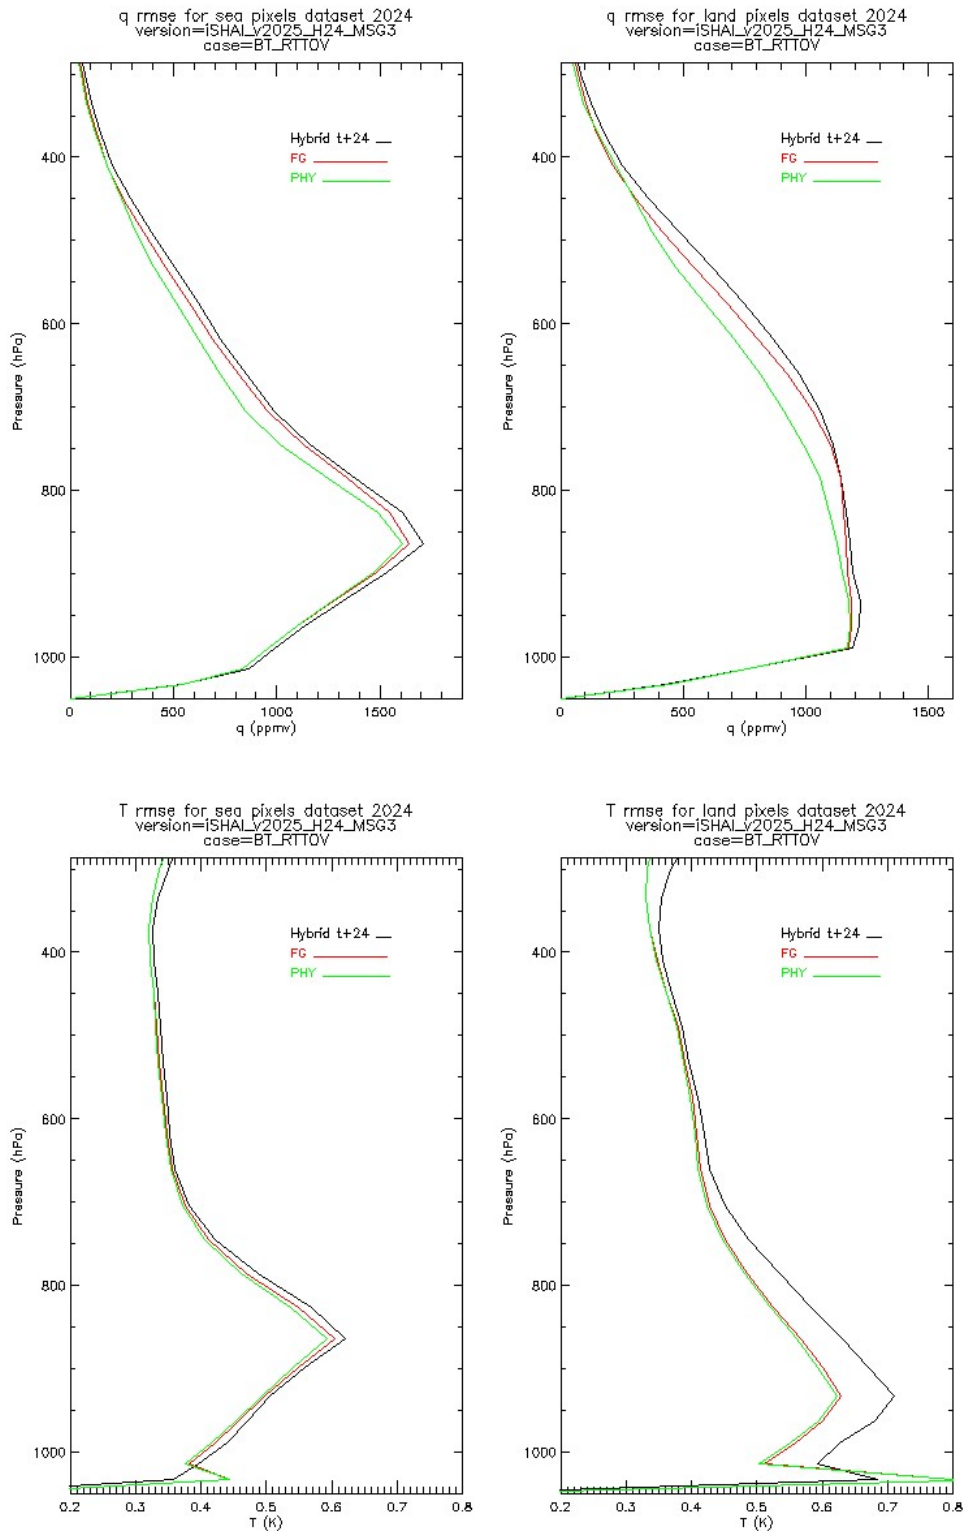 q rmse for sea pixels dataset 2024
version=iSHAI_v2025_H24_MSG3
case=BT_RTTOV
Hybrid t+24
FG
PHY
400
600
800
1000
Pressure (hPa)
0 500 1000 1500
q (ppmv)
q rmse for land pixels dataset 2024
version=iSHAI_v2025_H24_MSG3
case=BT_RTTOV
Hybrid t+24
FG
PHY
400
600
800
1000
Pressure (hPa)
0 500 1000 1500
q (ppmv)
T rmse for sea pixels dataset 2024
version=iSHAI_v2025_H24_MSG3
case=BT_RTTOV
Hybrid t+24
FG
PHY
400
600
800
1000
Pressure (hPa)
0.2 0.3 0.4 0.5 0.6 0.7 0.8
T (K)
T rmse for land pixels dataset 2024
version=iSHAI_v2025_H24_MSG3
case=BT_RTTOV
Hybrid t+24
FG
PHY
400
600
800
1000
Pressure (hPa)
0.2 0.3 0.4 0.5 0.6 0.7 0.8
T (K)